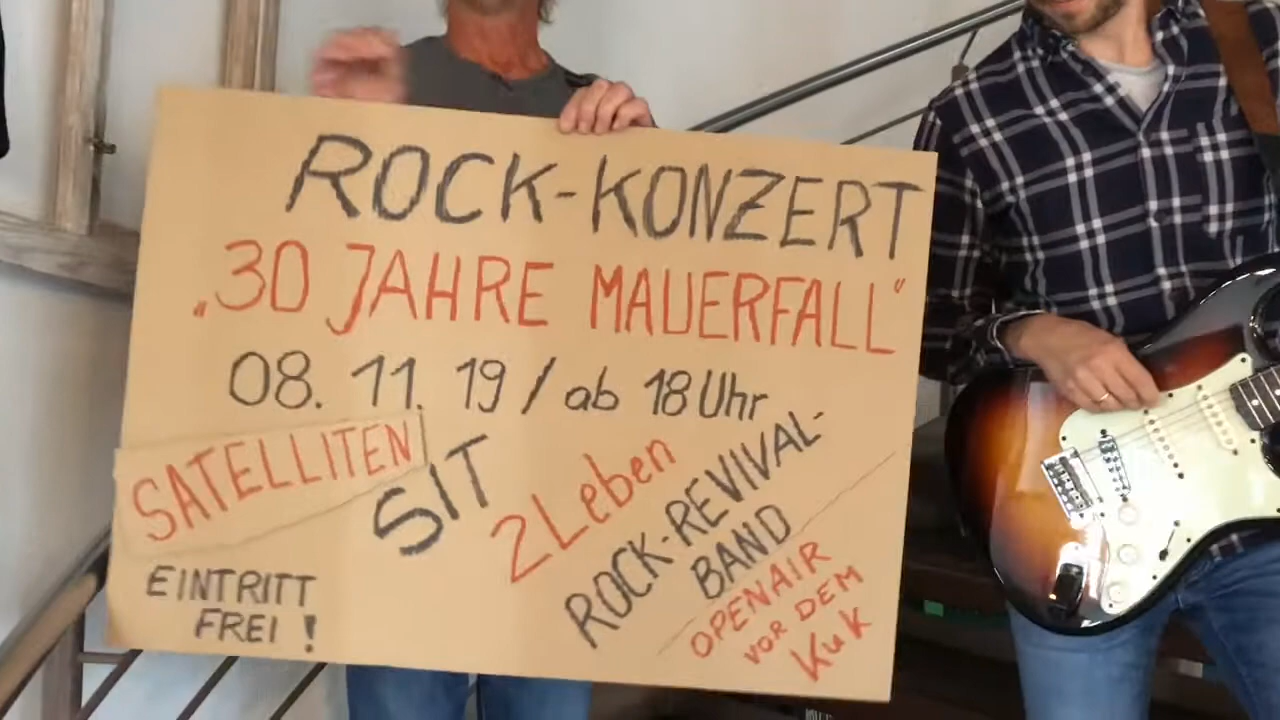 ROCK-KONZERT
„30 JAHRE MAUERFALL“
08. 11. 19 / ab 18 Uhr
SATELLITEN
SIT
2Leben
ROCK-REVIVAL-
BAND
OPENAIR
VOR DEM
KuK
EINTRITT
FREI !